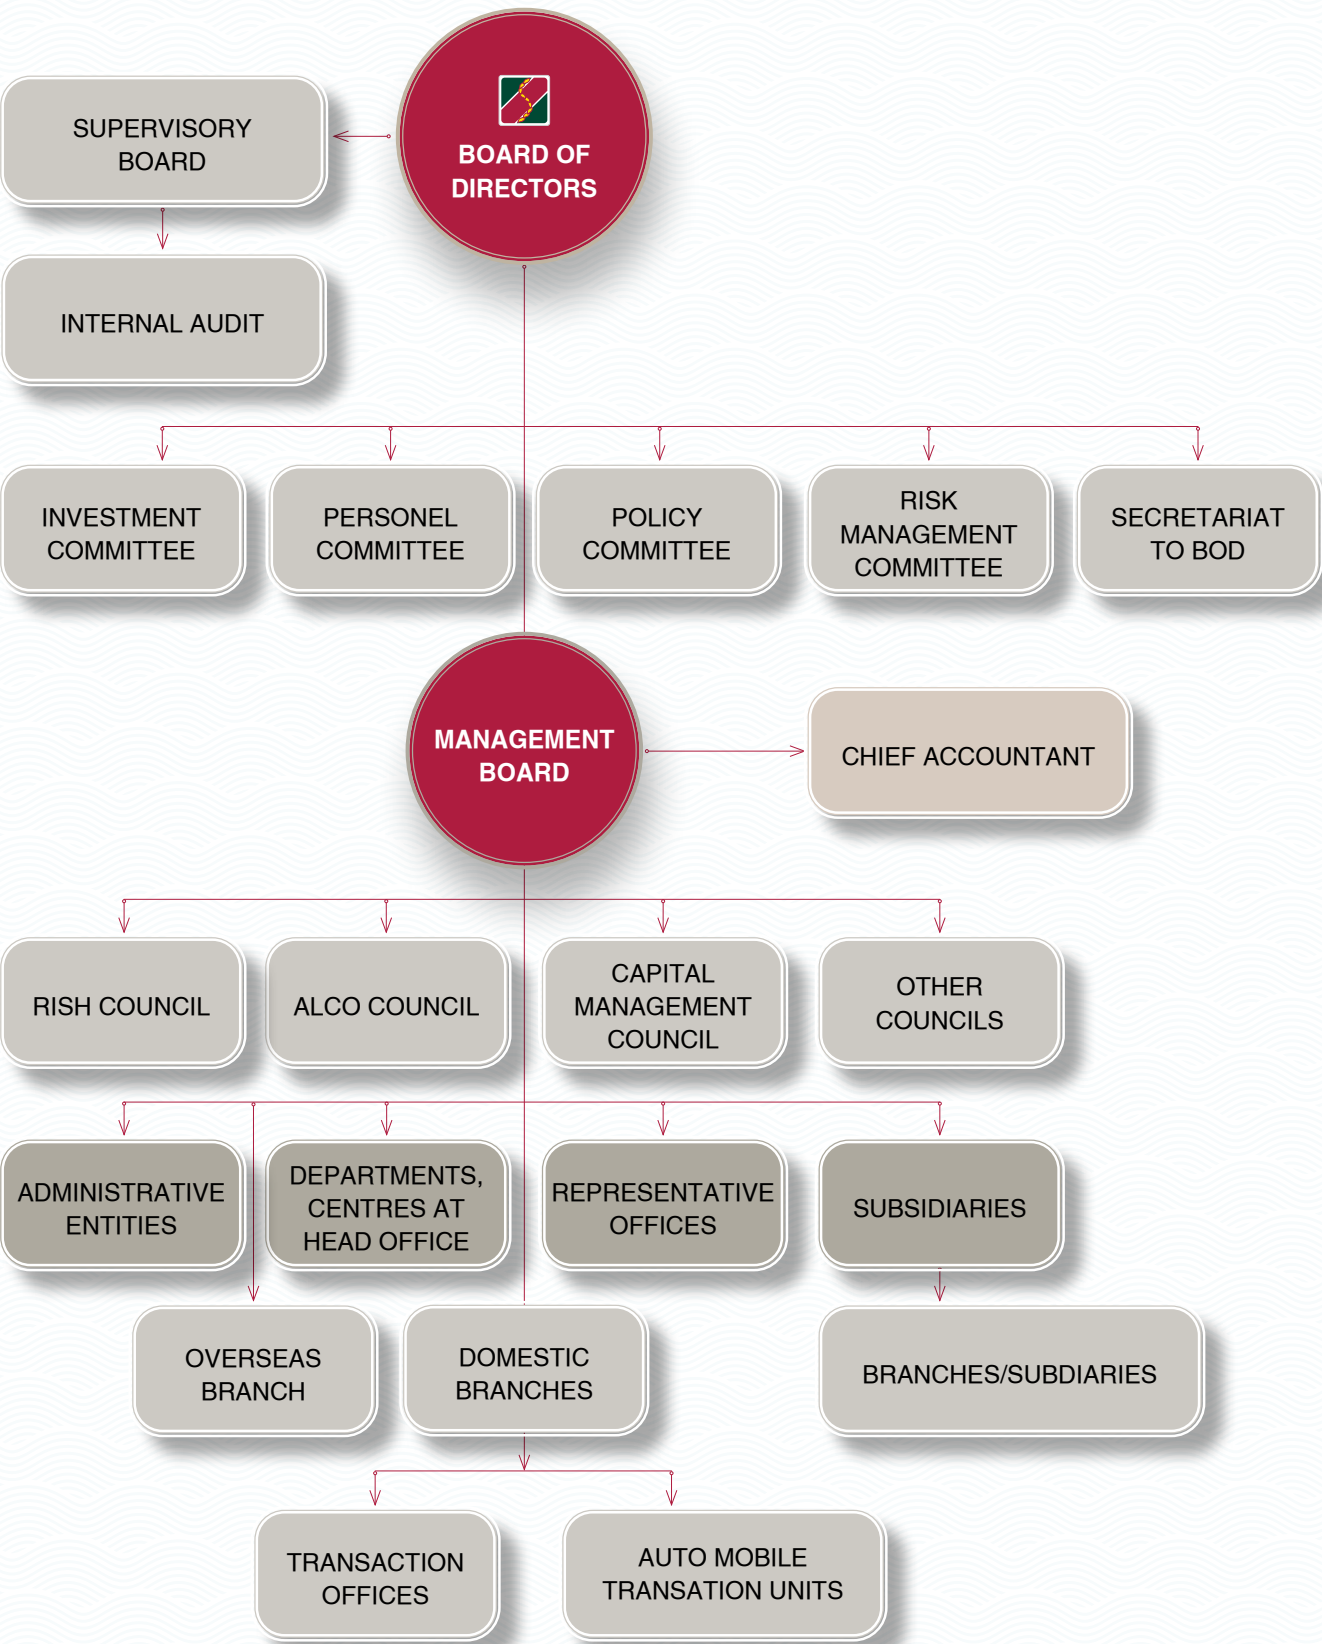 BOARD OF
DIRECTORS
SUPERVISORY
BOARD
INTERNAL AUDIT
INVESTMENT
COMMITTEE
PERSONEL
COMMITTEE
POLICY
COMMITTEE
RISK
MANAGEMENT
COMMITTEE
SECRETARIAT
TO BOD
MANAGEMENT
BOARD
CHIEF ACCOUNTANT
RISH COUNCIL
ALCO COUNCIL
CAPITAL
MANAGEMENT
COUNCIL
OTHER
COUNCILS
ADMINISTRATIVE
ENTITIES
DEPARTMENTS,
CENTRES AT
HEAD OFFICE
REPRESENTATIVE
OFFICES
SUBSIDIARIES
OVERSEAS
BRANCH
DOMESTIC
BRANCHES
BRANCHES/SUBDIARIES
TRANSACTION
OFFICES
AUTO MOBILE
TRANSATION UNITS